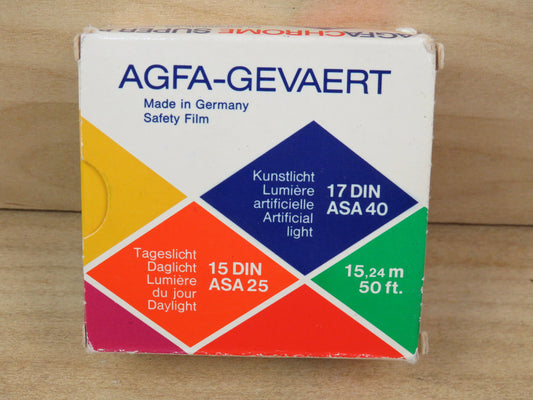 AGFACHROME SUPER
AGFA-GEVAERT
Made in Germany
Safety Film
Kunstlicht
Lumière
artificielle
Artificial
light
17 DIN
ASA 40
Tageslicht
Daglicht
Lumière
du jour
Daylight
15 DIN
ASA 25
15,24 m
50 ft.